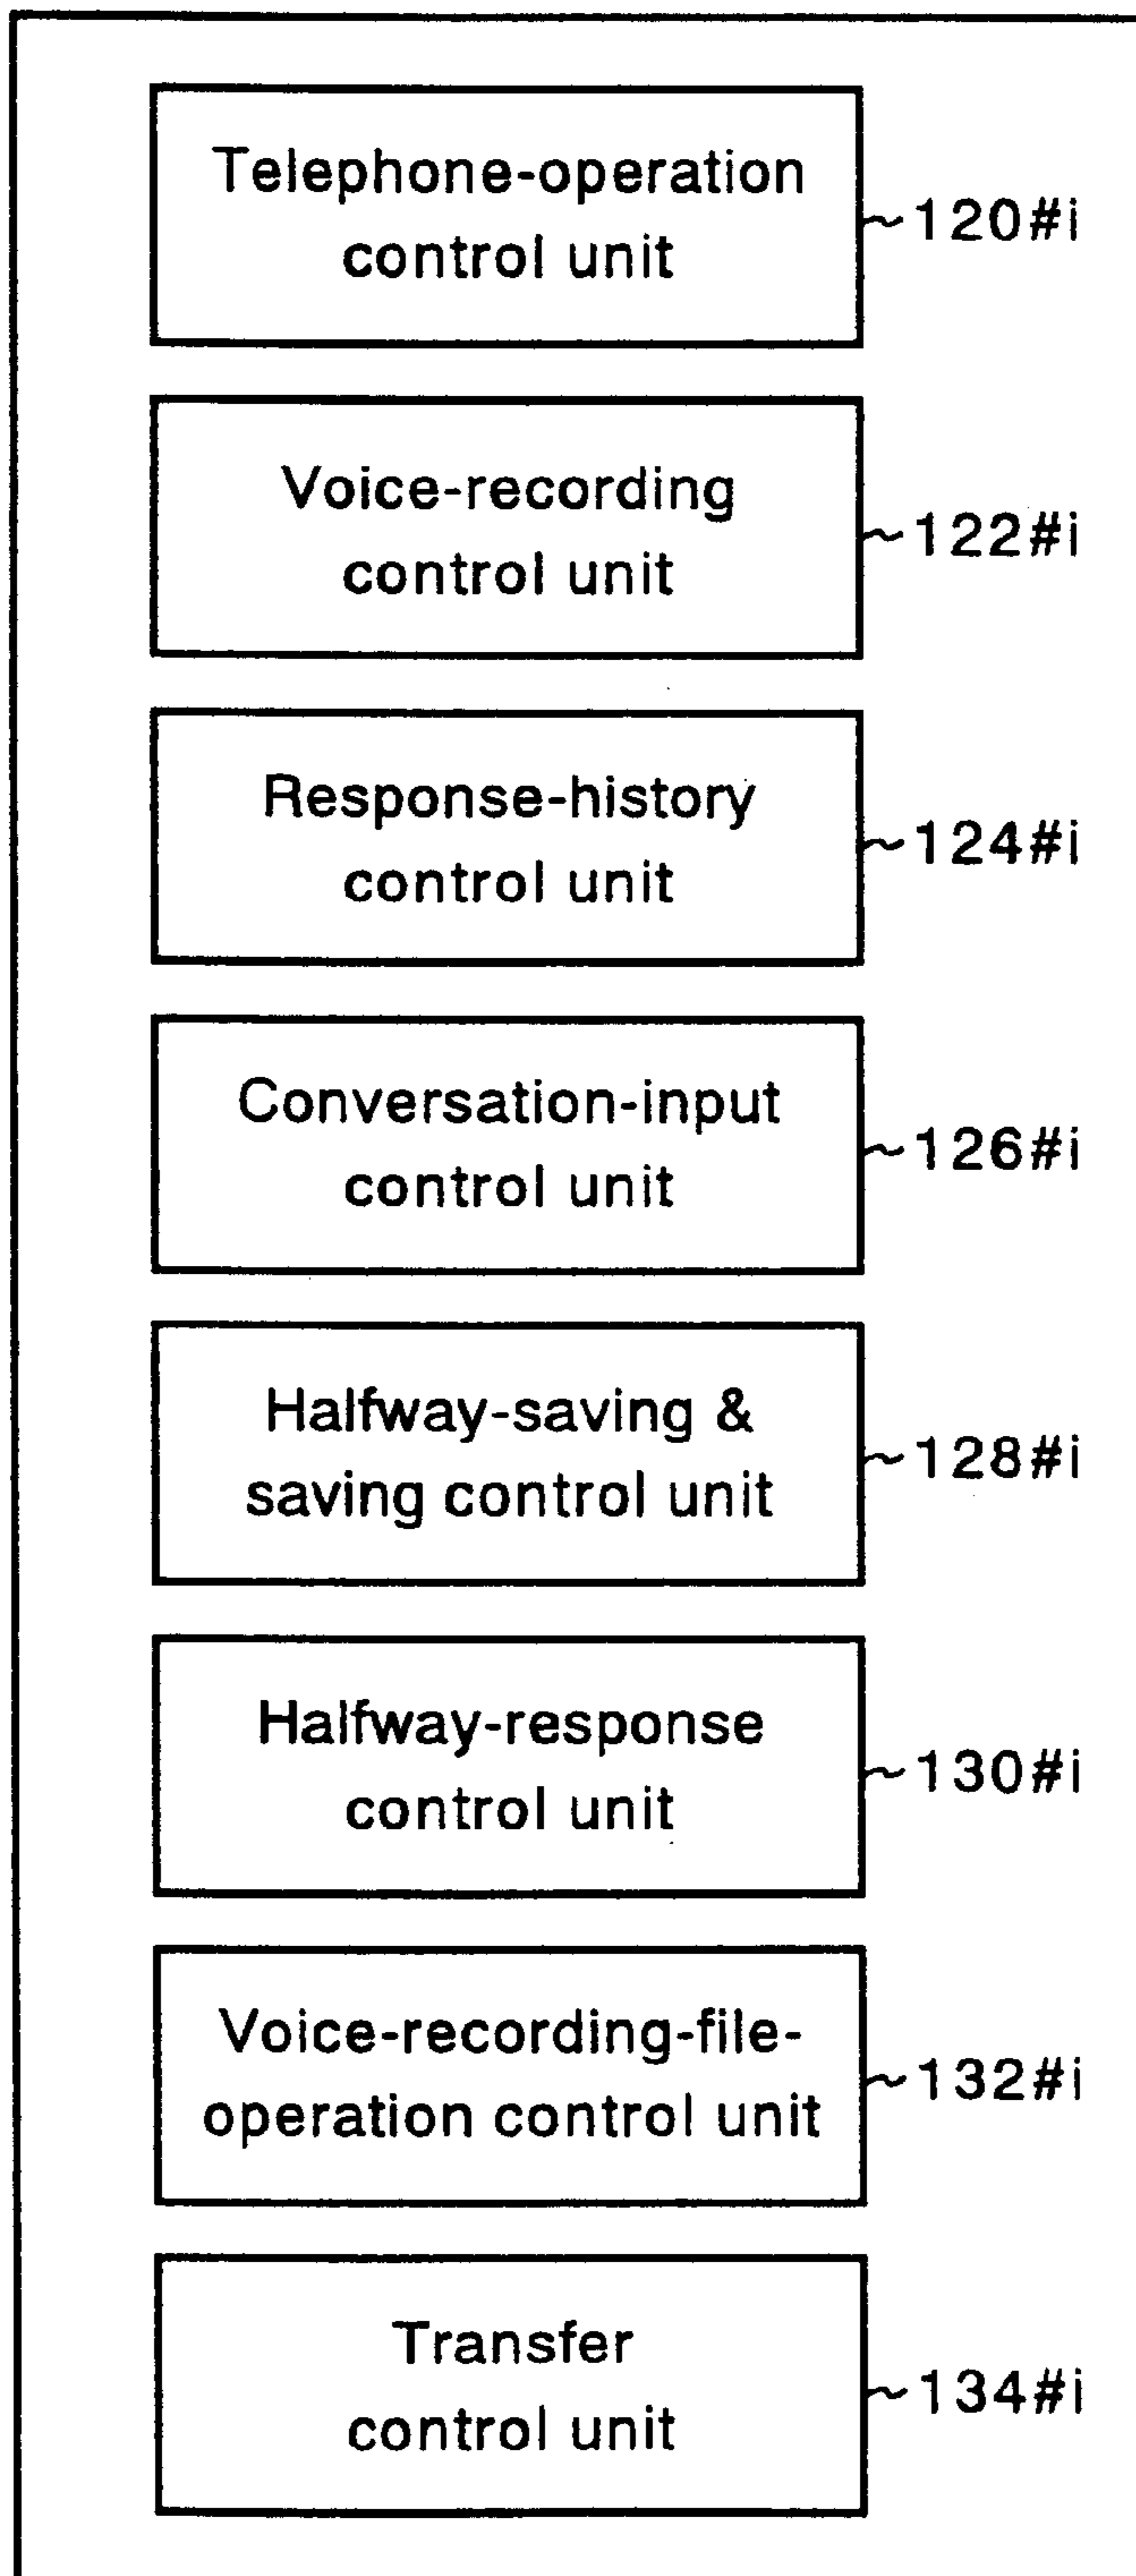 Telephone-operation
control unit
~120#i
Voice-recording
control unit
~122#i
Response-history
control unit
~124#i
Conversation-input
control unit
~126#i
Halfway-saving &
saving control unit
~128#i
Halfway-response
control unit
~130#i
Voice-recording-file-
operation control unit
~132#i
Transfer
control unit
~134#i